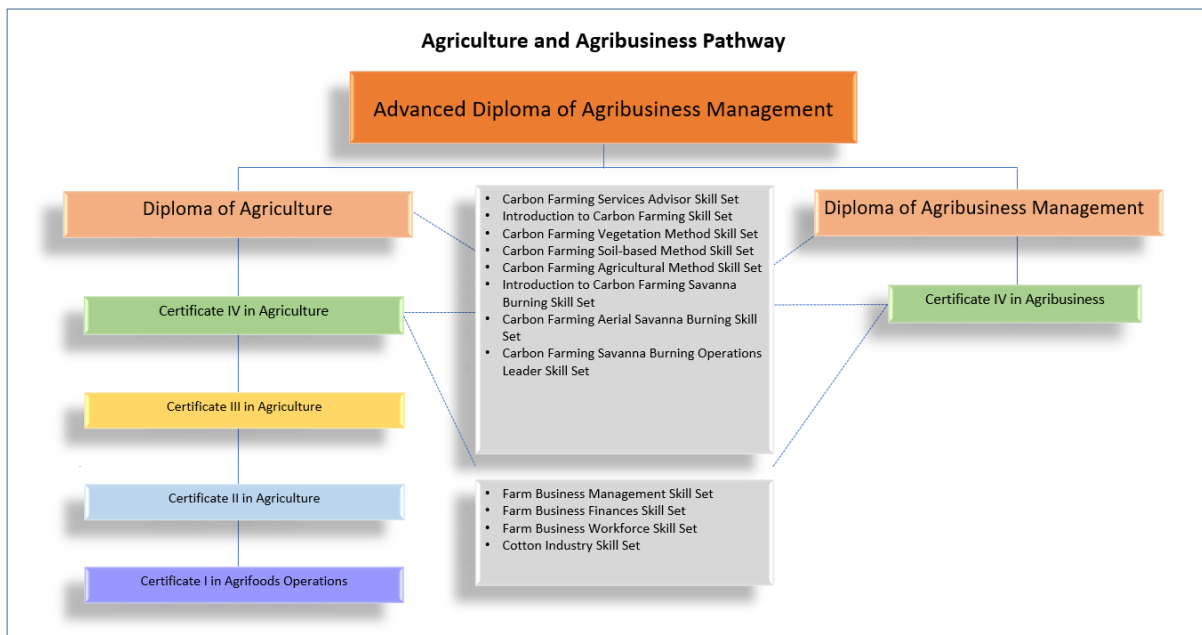 Agriculture and Agribusiness Pathway
Advanced Diploma of Agribusiness Management
Diploma of Agriculture
Certificate IV in Agriculture
Certificate III in Agriculture
Certificate II in Agriculture
Certificate I in Agrifoods Operations
• Carbon Farming Services Advisor Skill Set
• Introduction to Carbon Farming Skill Set
• Carbon Farming Vegetation Method Skill Set
• Carbon Farming Soil-based Method Skill Set
• Carbon Farming Agricultural Method Skill Set
• Introduction to Carbon Farming Savanna
Burning Skill Set
• Carbon Farming Aerial Savanna Burning Skill
Set
• Carbon Farming Savanna Burning Operations
Leader Skill Set
• Farm Business Management Skill Set
• Farm Business Finances Skill Set
• Farm Business Workforce Skill Set
• Cotton Industry Skill Set
Diploma of Agribusiness Management
Certificate IV in Agribusiness